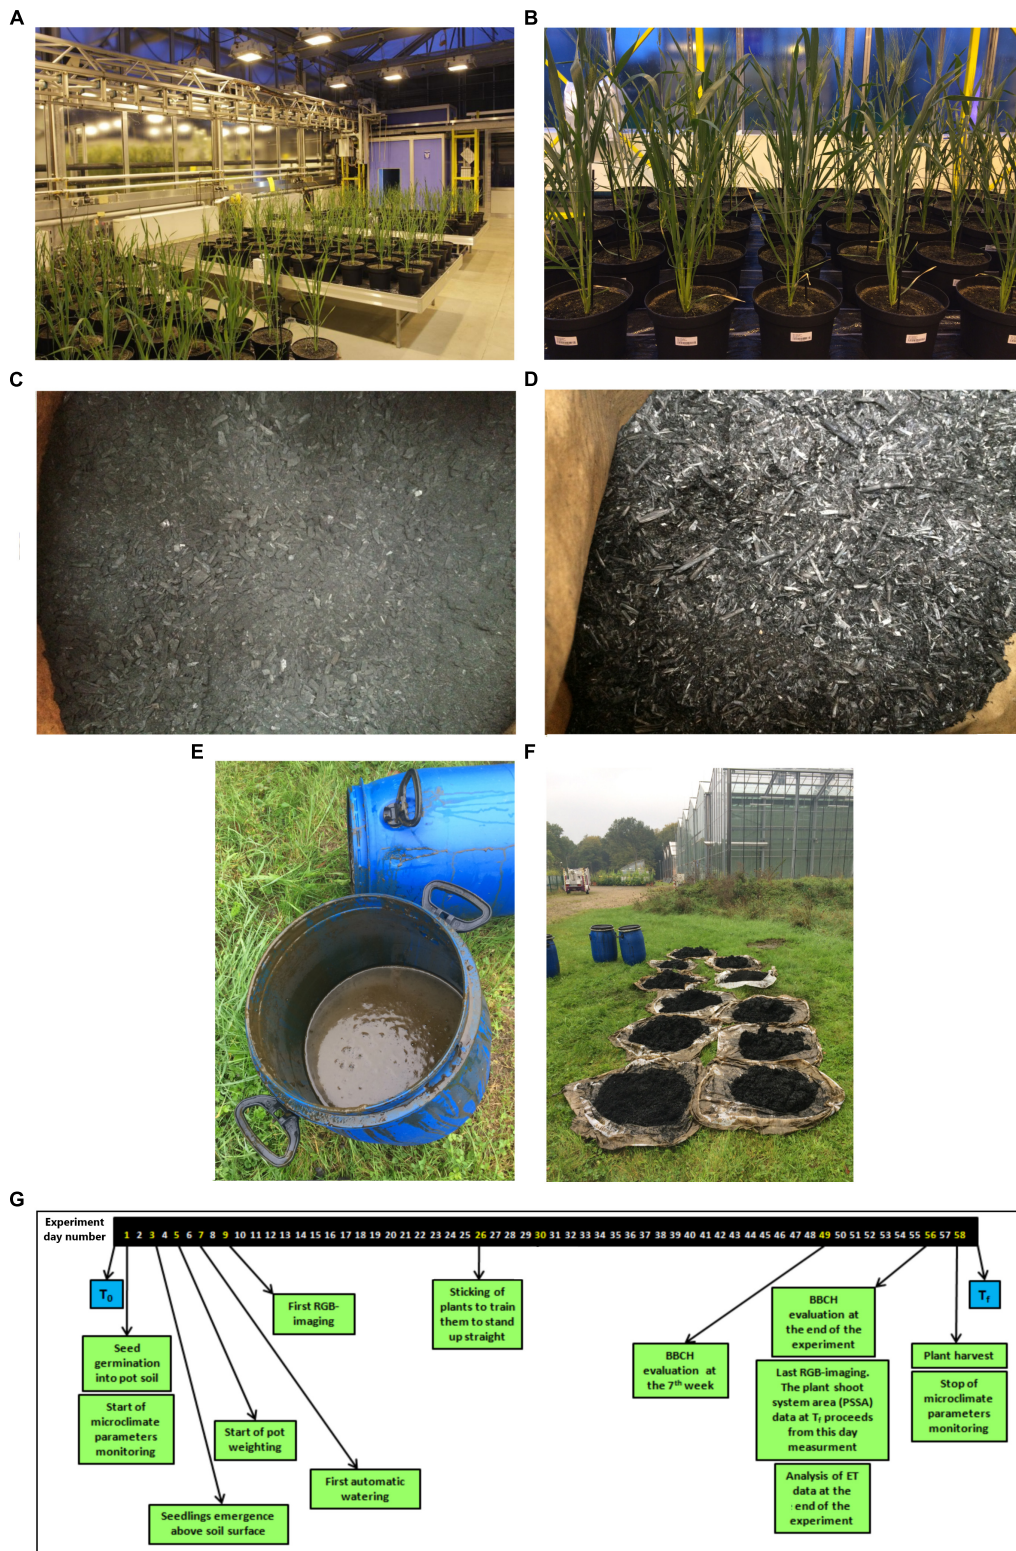 A
B
C
D
E
F
G
Experiment
day number
1 2 3 4 5 6 7 8 9 10 11 12 13 14 15 16 17 18 19 20 21 22 23 24 25 26 27 28 29 30 31 32 33 34 35 36 37 38 39 40 41 42 43 44 45 46 47 48 49 50 51 52 53 54 55 56 57 58
T0
Tf
First RGB-
imaging
Sticking of
plants to train
them to stand
up straight
BBCH
evaluation at
the end of the
experiment
Seed
germination
into pot soil
BBCH
evaluation at
the 7th week
Plant harvest
Last RGB-imaging.
The plant shoot
system area (PSSA)
data at Tf proceeds
from this day
measurment
Stop of
microclimate
parameters
monitoring
Start of
microclimate
parameters
monitoring
Start of pot
weighting
First automatic
watering
Analysis of ET
data at the
end of the
experiment
Seedlings emergence
above soil surface